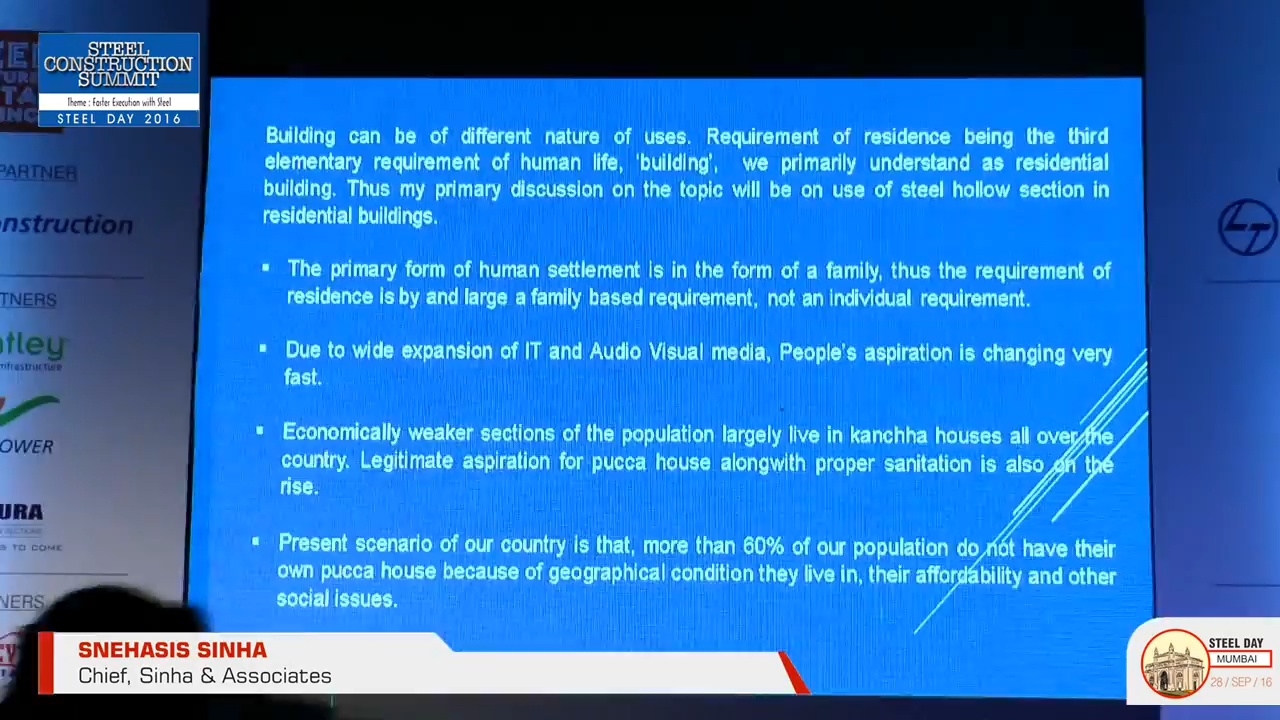 STEEL
CONSTRUCTION
SUMMIT
Theme : Faster Execution with Steel
STEEL DAY 2016
PARTNER
nstruction
TNERS
ntley
nfrastructure
OWER
URA
S TO COME
NERS
Building can be of different nature of uses. Requirement of residence being the third
elementary requirement of human life, 'building', we primarily understand as residential
building. Thus my primary discussion on the topic will be on use of steel hollow section in
residential buildings.
▪ The primary form of human settlement is in the form of a family, thus the requirement of
residence is by and large a family based requirement, not an individual requirement.
▪ Due to wide expansion of IT and Audio Visual media, People's aspiration is changing very
fast.
▪ Economically weaker sections of the population largely live in kanchha houses all over the
country. Legitimate aspiration for pucca house alongwith proper sanitation is also on the
rise.
▪ Present scenario of our country is that, more than 60% of our population do not have their
own pucca house because of geographical condition they live in, their affordability and other
social issues.
LT
SNEHASIS SINHA
Chief, Sinha & Associates
STEEL DAY
MUMBAI
28 / SEP / 16